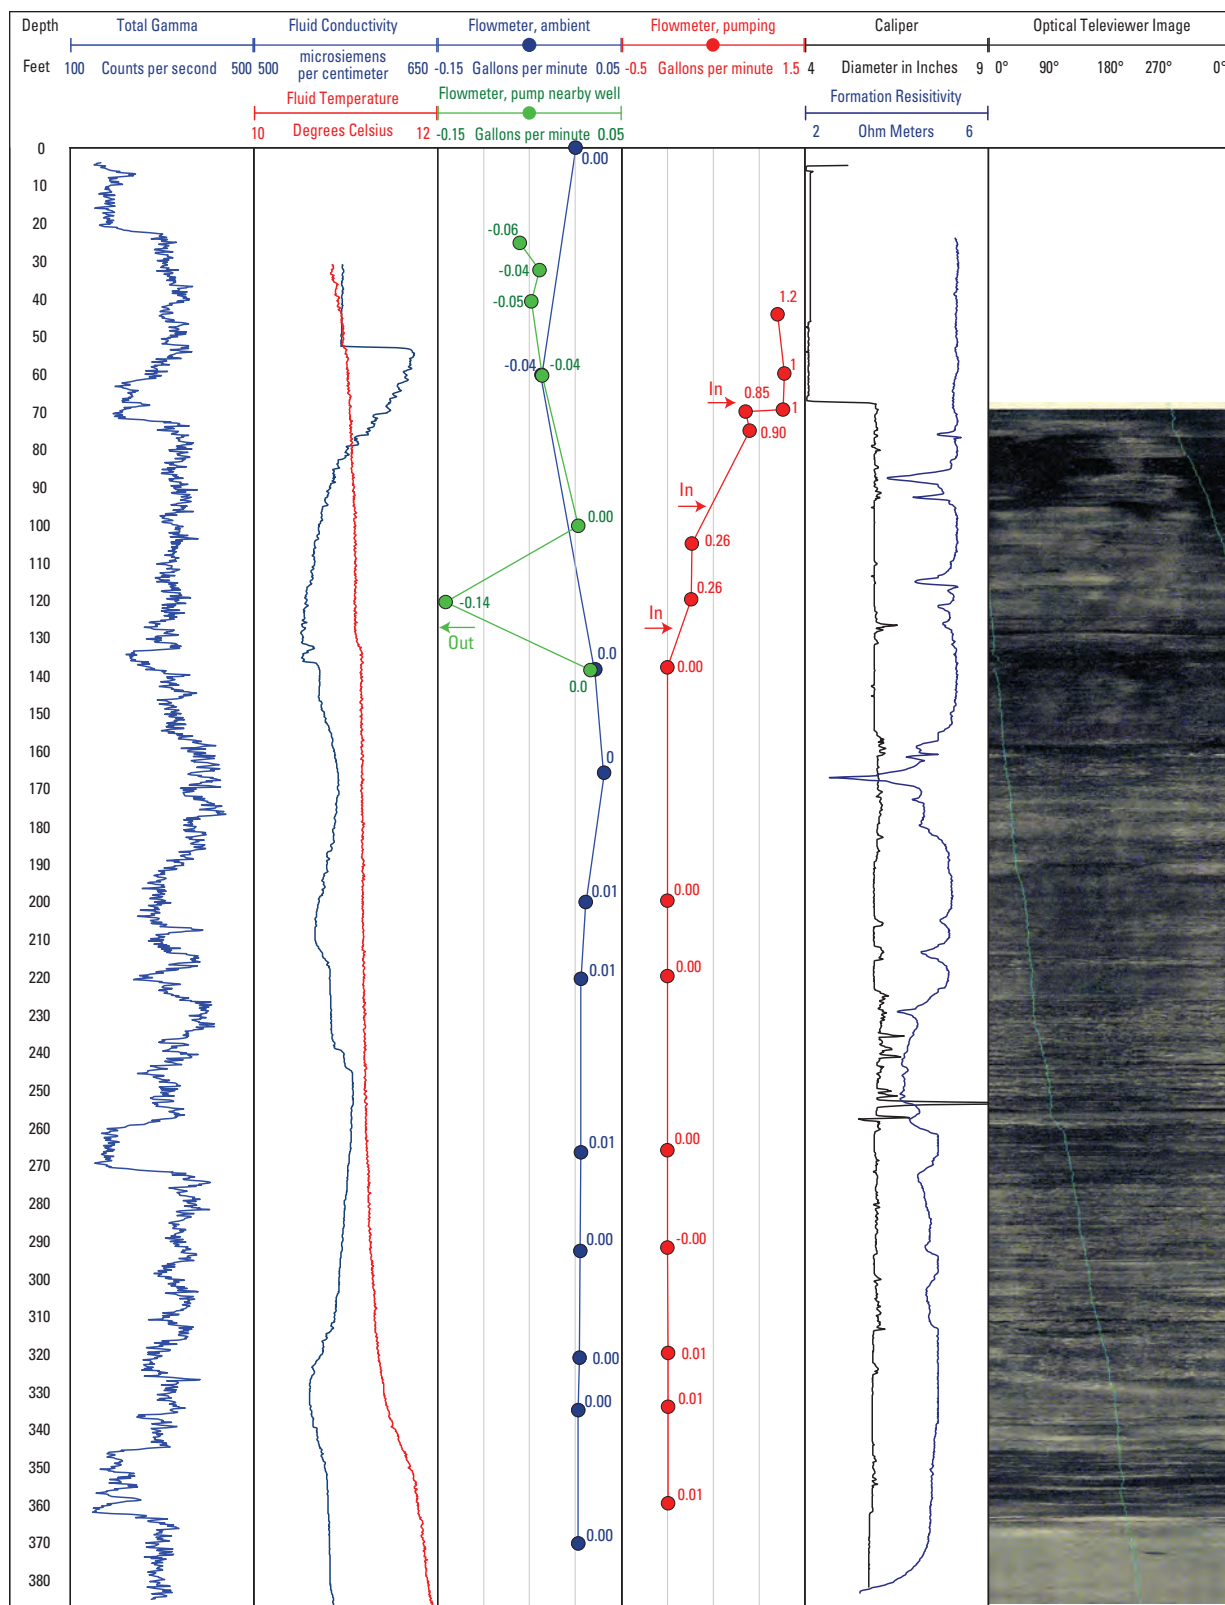 Depth Total Gamma Fluid Conductivity Flowmeter, ambient Flowmeter, pumping Caliper Optical Televiewer Image
Feet 100 Counts per second 500 500 microsiemens per centimeter 650 -0.15 Gallons per minute 0.05 -0.5 Gallons per minute 1.5 4 Diameter in Inches 9 0° 90° 180° 270° 0°
Fluid Temperature Flowmeter, pump nearby well Formation Resisitivity
10 Degrees Celsius 12 -0.15 Gallons per minute 0.05 2 Ohm Meters 6
0 0.00
10
20 -0.06
30 -0.04
40 -0.05 1.2
50
60 -0.04 -0.04 1
70 In 0.85 1
0.90
80
90 In
100 0.00 0.26
110
120 -0.14 0.26
130 Out In
140 0.0 0.0 0.00
150
160 0
170
180
190
200 0.01 0.00
210
220 0.01 0.00
230
240
250
260 0.01 0.00
270
280
290 0.00 -0.00
300
310
320 0.00 0.01
330 0.00 0.01
340
350
360 0.01
370 0.00
380